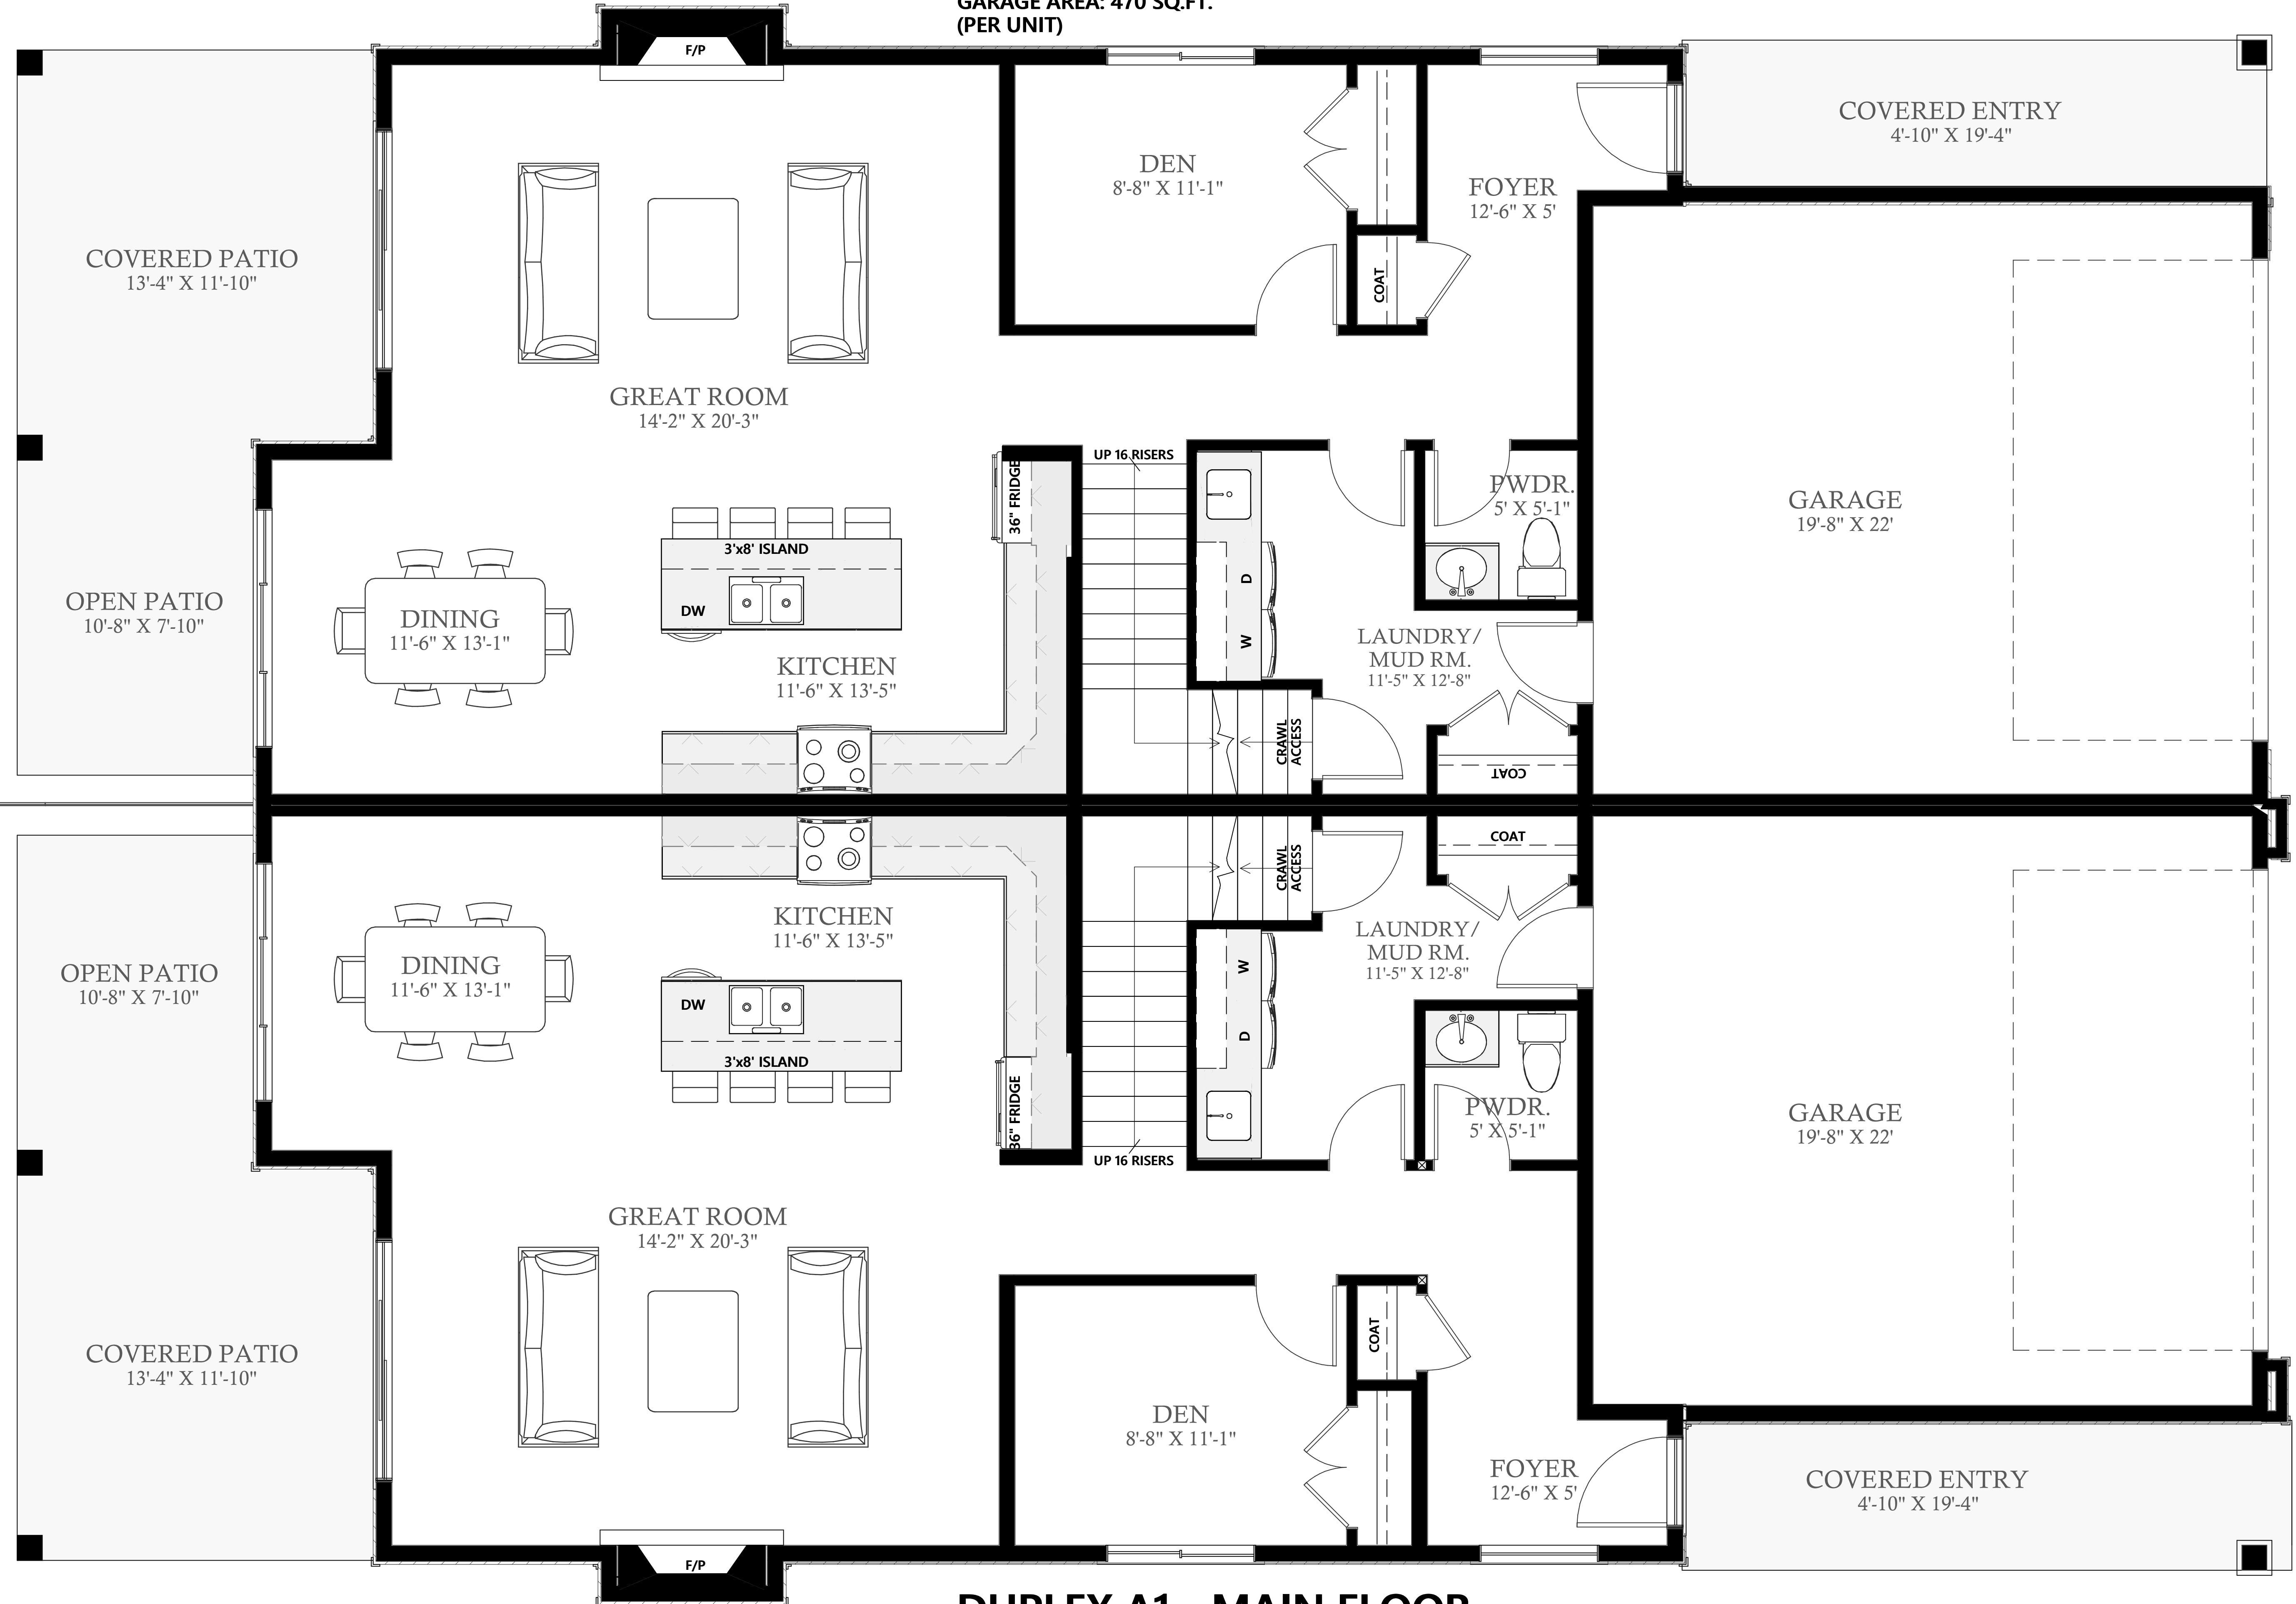 GARAGE AREA: 470 SQ.FT.
(PER UNIT)
F/P
COVERED ENTRY
4'-10" X 19'-4"
DEN
8'-8" X 11'-1"
FOYER
12'-6" X 5'
COVERED PATIO
13'-4" X 11'-10"
COAT
GREAT ROOM
14'-2" X 20'-3"
UP 16 RISERS
36" FRIDGE
PWDR.
5' X 5'-1"
GARAGE
19'-8" X 22'
3'x8' ISLAND
DW
D
W
OPEN PATIO
10'-8" X 7'-10"
DINING
11'-6" X 13'-1"
KITCHEN
11'-6" X 13'-5"
LAUNDRY/
MUD RM.
11'-5" X 12'-8"
CRAWL
ACCESS
COAT
COAT
CRAWL
ACCESS
KITCHEN
11'-6" X 13'-5"
LAUNDRY/
MUD RM.
11'-5" X 12'-8"
OPEN PATIO
10'-8" X 7'-10"
DINING
11'-6" X 13'-1"
W
D
DW
3'x8' ISLAND
36" FRIDGE
PWDR.
5' X 5'-1"
GARAGE
19'-8" X 22'
UP 16 RISERS
GREAT ROOM
14'-2" X 20'-3"
COAT
COVERED PATIO
13'-4" X 11'-10"
DEN
8'-8" X 11'-1"
FOYER
12'-6" X 5'
COVERED ENTRY
4'-10" X 19'-4"
F/P
DUPLEX A1 - MAIN FLOOR